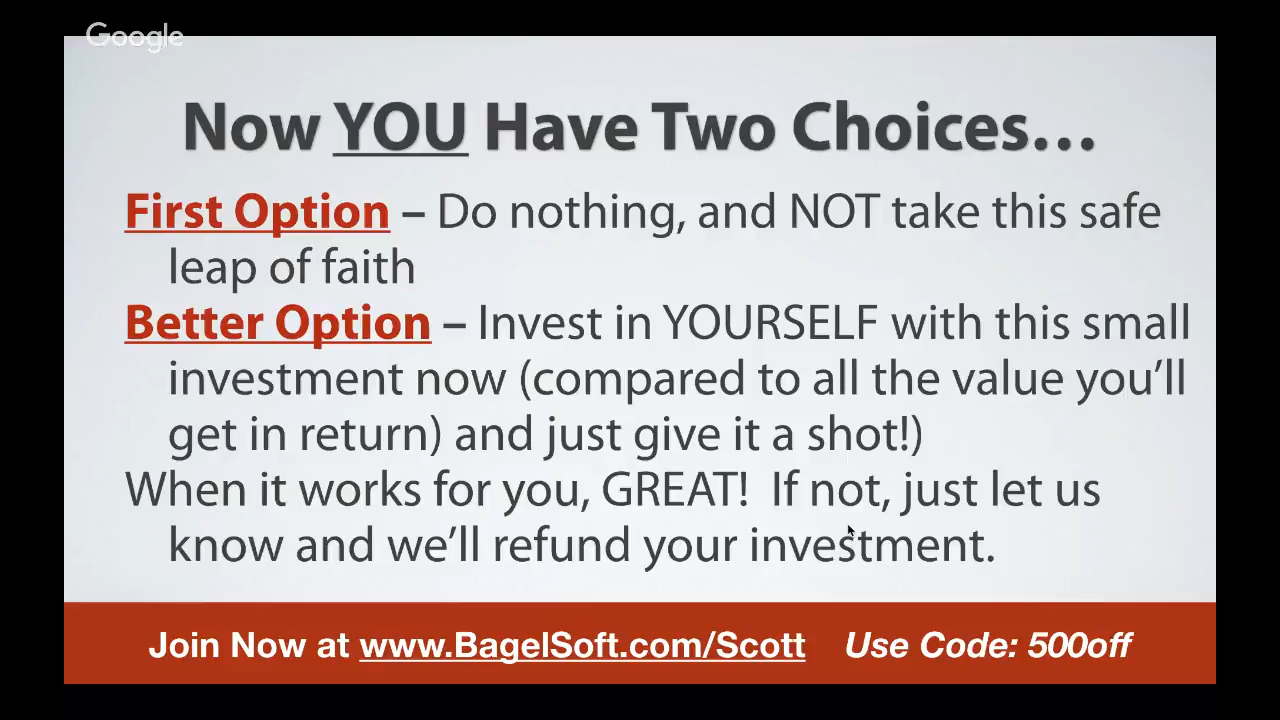 Google
Now YOU Have Two Choices…
First Option – Do nothing, and NOT take this safe
leap of faith
Better Option – Invest in YOURSELF with this small
investment now (compared to all the value you’ll
get in return) and just give it a shot!)
When it works for you, GREAT!  If not, just let us
know and we’ll refund your investment.
Join Now at www.BagelSoft.com/Scott Use Code: 500off